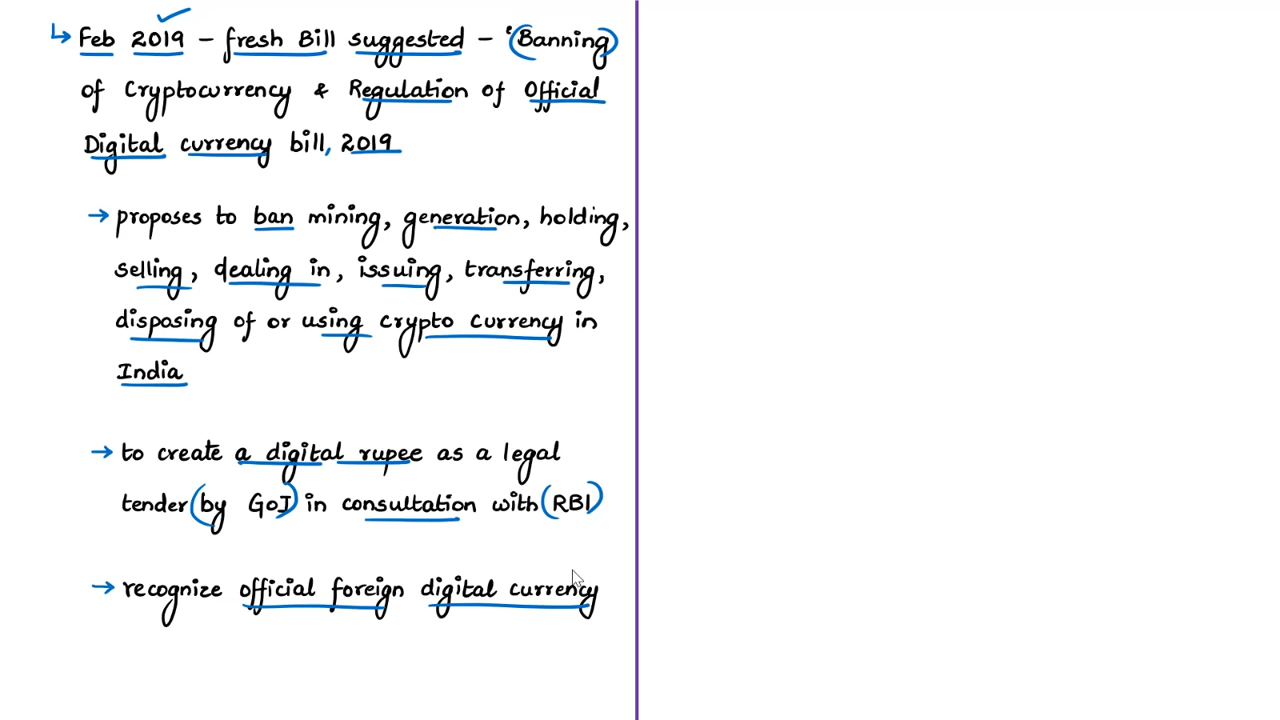 ↳ Feb 2019 - fresh Bill suggested - 'Banning
of Cryptocurrency & Regulation of Official
Digital currency bill, 2019
→ proposes to ban mining, generation, holding,
selling, dealing in, issuing, transferring,
disposing of or using crypto currency in
India
→ to create a digital rupee as a legal
tender (by GoI) in consultation with (RBI)
→ recognize official foreign digital currency